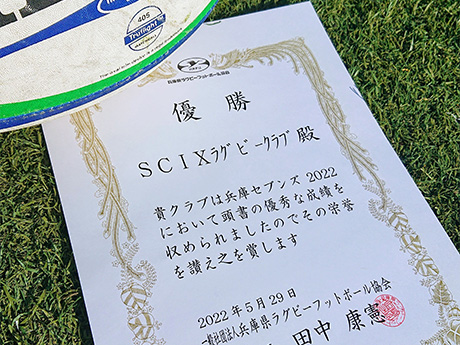 405
Truflight™
兵庫県ラグビーフットボール協会
優勝
SCIXラグビークラブ 殿
貴クラブは兵庫セブンズ 2022
において頭書の優秀な成績を
収められましたのでその栄誉
を讃え之を賞します
2022年5月29日
一般社団法人兵庫県ラグビーフットボール協会
田中 康憲